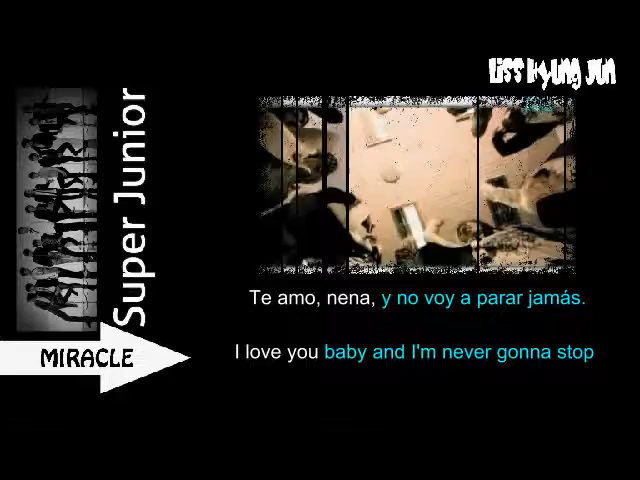 Liss Kyung Jun
Super Junior
Te amo, nena, y no voy a parar jamás.
I love you baby and I'm never gonna stop
MIRACLE